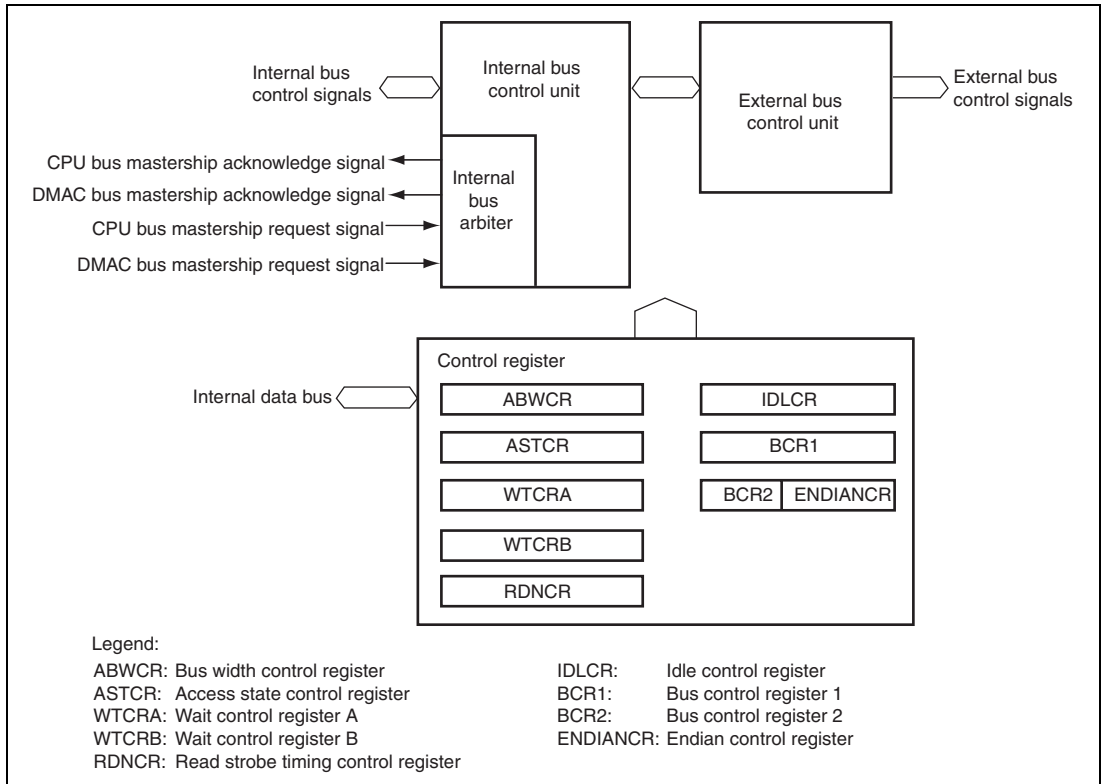 Internal bus
control signals
Internal bus
control unit
External bus
control unit
External bus
control signals
CPU bus mastership acknowledge signal
DMAC bus mastership acknowledge signal
CPU bus mastership request signal
DMAC bus mastership request signal
Internal
bus
arbiter
Internal data bus
Control register
ABWCR
ASTCR
WTCRA
WTCRB
RDNCR
IDLCR
BCR1
BCR2 ENDIANCR
Legend:
ABWCR: Bus width control register
ASTCR: Access state control register
WTCRA: Wait control register A
WTCRB: Wait control register B
RDNCR: Read strobe timing control register
IDLCR: Idle control register
BCR1: Bus control register 1
BCR2: Bus control register 2
ENDIANCR: Endian control register